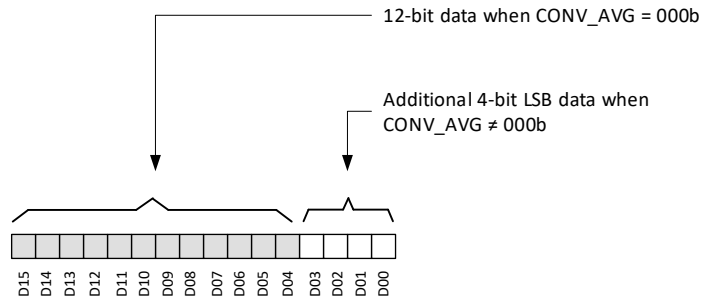 12-bit data when CONV_AVG = 000b
Additional 4-bit LSB data when
CONV_AVG ≠ 000b
D15
D14
D13
D12
D11
D10
D09
D08
D07
D06
D05
D04
D03
D02
D01
D00